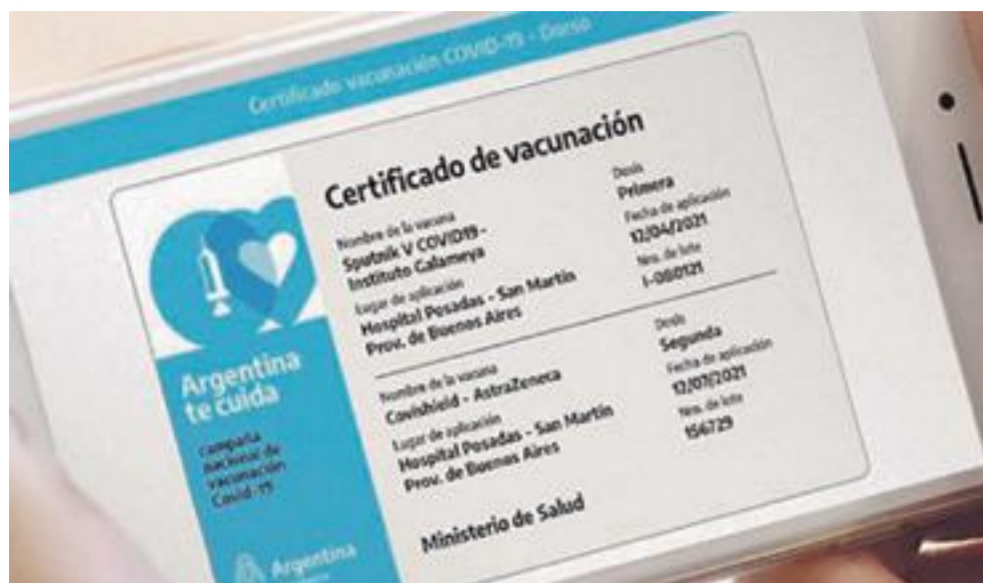 Certificado vacunación COVID-19 - Dorso
Certificado de vacunación
Nombre de la vacuna
Sputnik V COVID19 -
Instituto Galameya
Lugar de aplicación
Hospital Posadas - San Martín
Prov. de Buenos Aires
Dosis
Primera
Fecha de aplicación
12/04/2021
Nro. de lote
I-080121
Nombre de la vacuna
Covishield - AstraZeneca
Lugar de aplicación
Hospital Posadas - San Martín
Prov. de Buenos Aires
Dosis
Segunda
Fecha de aplicación
12/07/2021
Nro. de lote
156729
Ministerio de Salud
Argentina
te cuida
campaña
nacional de
vacunación
Covid-19
Argentina